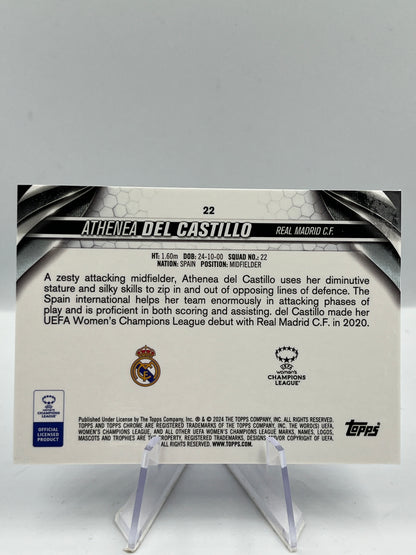 22
ATHENEA DEL CASTILLO
REAL MADRID C.F.
HT: 1.60m DOB: 24-10-00 SQUAD NO.: 22
NATION: SPAIN POSITION: MIDFIELDER
A zesty attacking midfielder, Athenea del Castillo uses her diminutive
stature and silky skills to zip in and out of opposing lines of defence. The
Spain international helps her team enormously in attacking phases of
play and is proficient in both scoring and assisting. del Castillo made her
UEFA Women's Champions League debut with Real Madrid C.F. in 2020.
women's
CHAMPIONS
LEAGUE
OFFICIAL
LICENSED
PRODUCT
Published Under License by The Topps Company, Inc. ® & © 2024 THE TOPPS COMPANY, INC. ALL RIGHTS RESERVED.
TOPPS AND TOPPS CHROME ARE REGISTERED TRADEMARKS OF THE TOPPS COMPANY, INC. THE WORD(S) UEFA,
WOMEN'S CHAMPIONS LEAGUE, AND ALL OTHER UEFA WOMEN'S CHAMPIONS LEAGUE MARKS, NAMES, LOGOS,
MASCOTS AND TROPHIES ARE THE PROPERTY, REGISTERED TRADEMARKS, DESIGNS AND/OR COPYRIGHT OF UEFA.
ALL RIGHTS RESERVED. WWW.TOPPS.COM.
Topps